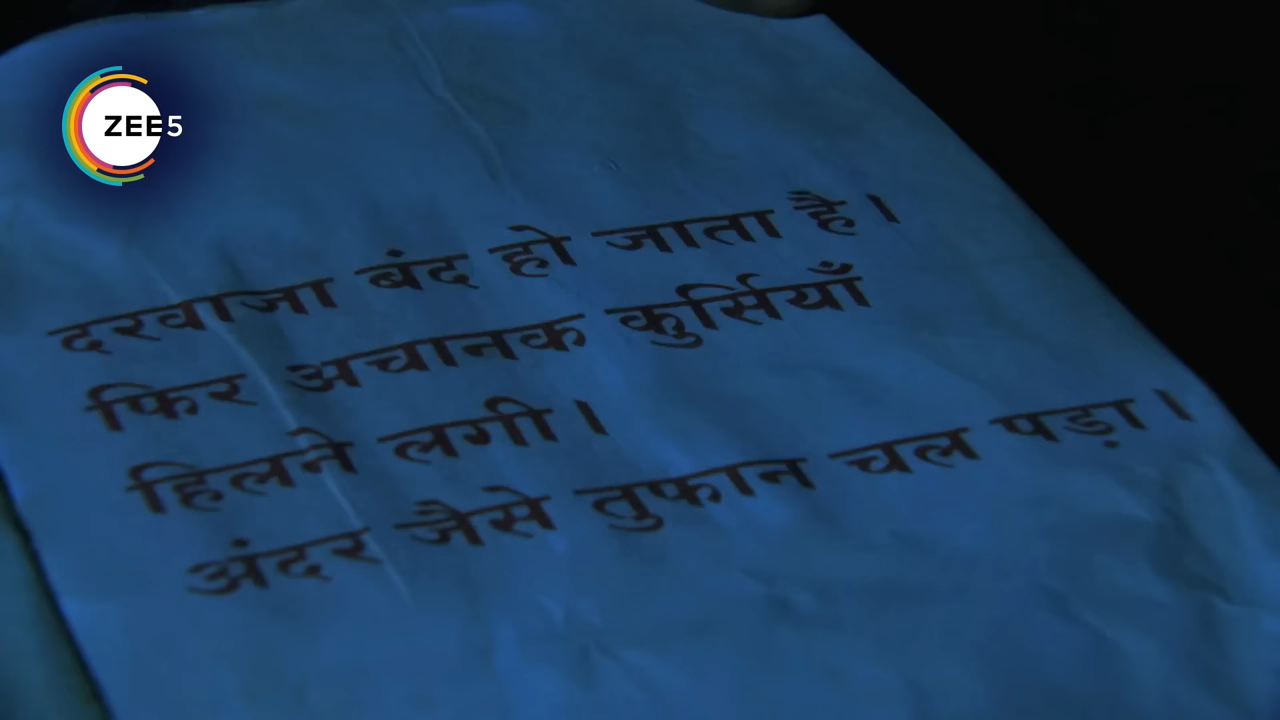 ZEE5
दरवाजा बंद हो जाता है।
फिर अचानक कुर्सियाँ
हिलने लगी।
अंदर जैसे तुफान चल पड़ा।